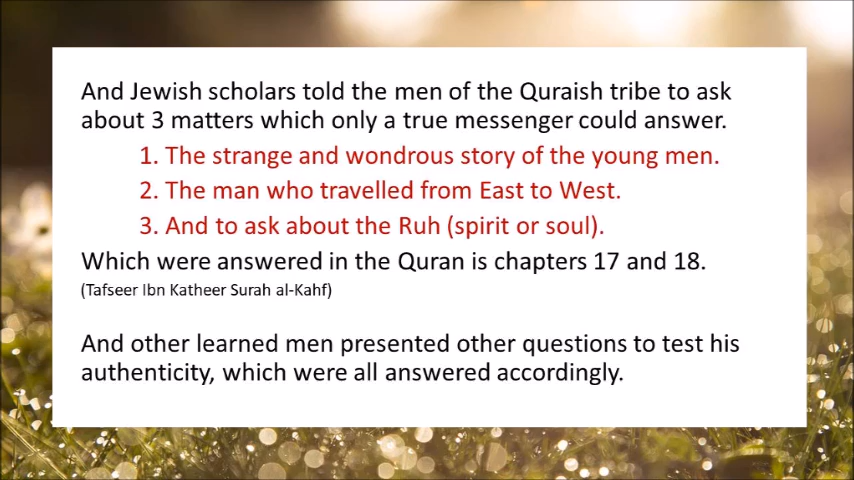 And Jewish scholars told the men of the Quraish tribe to ask
about 3 matters which only a true messenger could answer.
1. The strange and wondrous story of the young men.
2. The man who travelled from East to West.
3. And to ask about the Ruh (spirit or soul).
Which were answered in the Quran is chapters 17 and 18.
(Tafseer Ibn Katheer Surah al-Kahf)
And other learned men presented other questions to test his
authenticity, which were all answered accordingly.